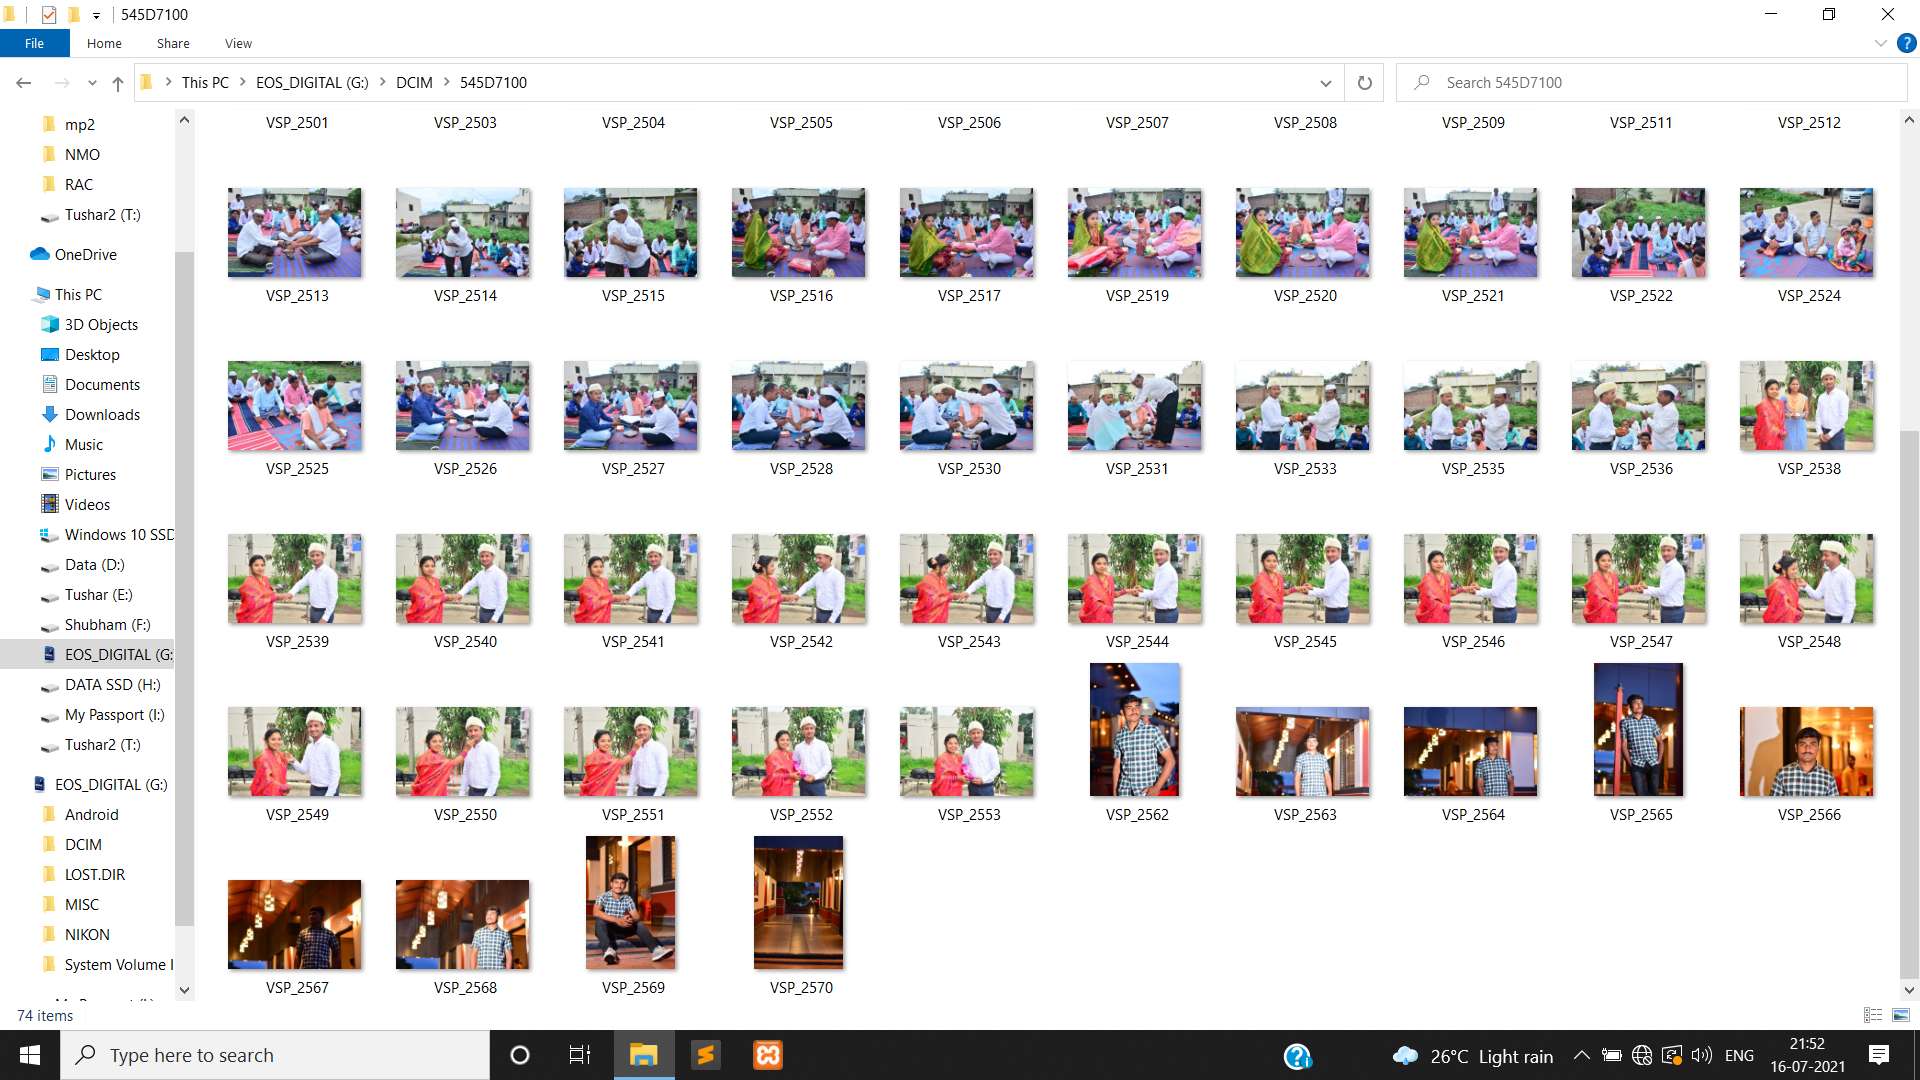 545D7100
File Home Share View
This PC EOS_DIGITAL (G:) DCIM 545D7100
Search 545D7100
mp2
NMO
RAC
Tushar2 (T:)
OneDrive
This PC
3D Objects
Desktop
Documents
Downloads
Music
Pictures
Videos
Windows 10 SSD
Data (D:)
Tushar (E:)
Shubham (F:)
EOS_DIGITAL (G:
DATA SSD (H:)
My Passport (I:)
Tushar2 (T:)
EOS_DIGITAL (G:)
Android
DCIM
LOST.DIR
MISC
NIKON
System Volume I
VSP_2501 VSP_2503 VSP_2504 VSP_2505 VSP_2506 VSP_2507 VSP_2508 VSP_2509 VSP_2511 VSP_2512
VSP_2513 VSP_2514 VSP_2515 VSP_2516 VSP_2517 VSP_2519 VSP_2520 VSP_2521 VSP_2522 VSP_2524
VSP_2525 VSP_2526 VSP_2527 VSP_2528 VSP_2530 VSP_2531 VSP_2533 VSP_2535 VSP_2536 VSP_2538
VSP_2539 VSP_2540 VSP_2541 VSP_2542 VSP_2543 VSP_2544 VSP_2545 VSP_2546 VSP_2547 VSP_2548
VSP_2549 VSP_2550 VSP_2551 VSP_2552 VSP_2553 VSP_2562 VSP_2563 VSP_2564 VSP_2565 VSP_2566
VSP_2567 VSP_2568 VSP_2569 VSP_2570
74 items
Type here to search
26°C Light rain
ENG
21:52
16-07-2021